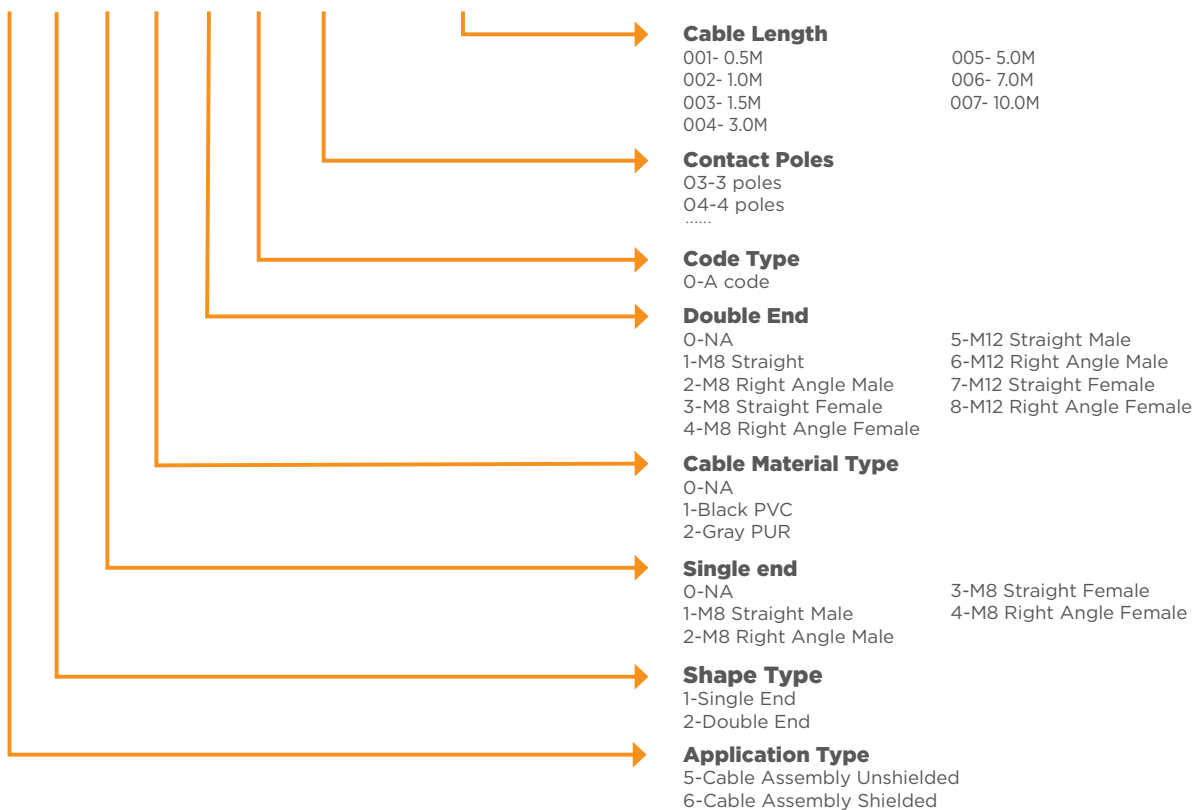 Cable Length
001- 0.5M 005- 5.0M
002- 1.0M 006- 7.0M
003- 1.5M 007- 10.0M
004- 3.0M
Contact Poles
03-3 poles
04-4 poles
......
Code Type
0-A code
Double End
0-NA 5-M12 Straight Male
1-M8 Straight 6-M12 Right Angle Male
2-M8 Right Angle Male 7-M12 Straight Female
3-M8 Straight Female 8-M12 Right Angle Female
4-M8 Right Angle Female
Cable Material Type
0-NA
1-Black PVC
2-Gray PUR
Single end
0-NA 3-M8 Straight Female
1-M8 Straight Male 4-M8 Right Angle Female
2-M8 Right Angle Male
Shape Type
1-Single End
2-Double End
Application Type
5-Cable Assembly Unshielded
6-Cable Assembly Shielded